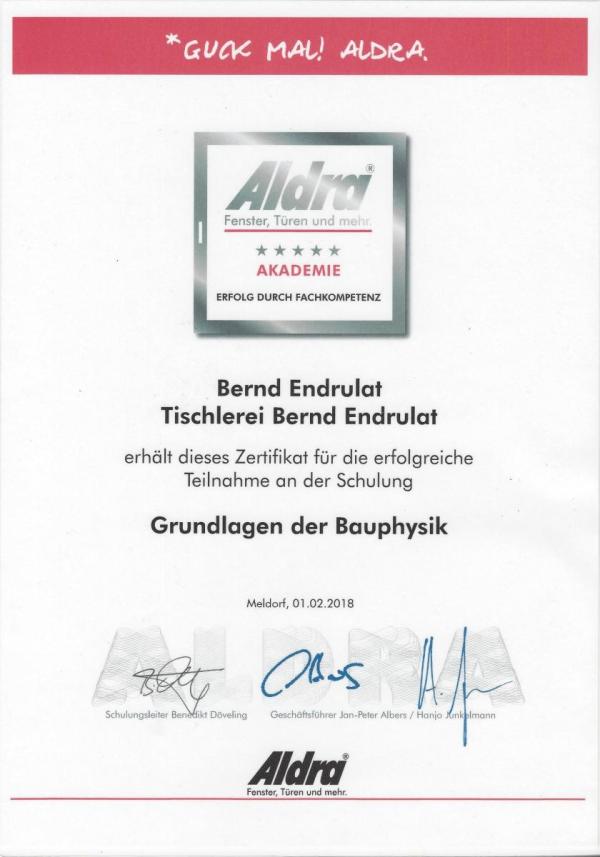 *GUCK MAL! ALDRA.
Aldra®
Fenster, Türen und mehr.
★★★★★
AKADEMIE
ERFOLG DURCH FACHKOMPETENZ
Bernd Endrulat
Tischlerei Bernd Endrulat
erhält dieses Zertifikat für die erfolgreiche
Teilnahme an der Schulung
Grundlagen der Bauphysik
Meldorf, 01.02.2018
ALDRA
Schulungsleiter Benedikt Döveling
Geschäftsführer Jan-Peter Albers / Hanjo Junkelmann
Aldra®
Fenster, Türen und mehr.